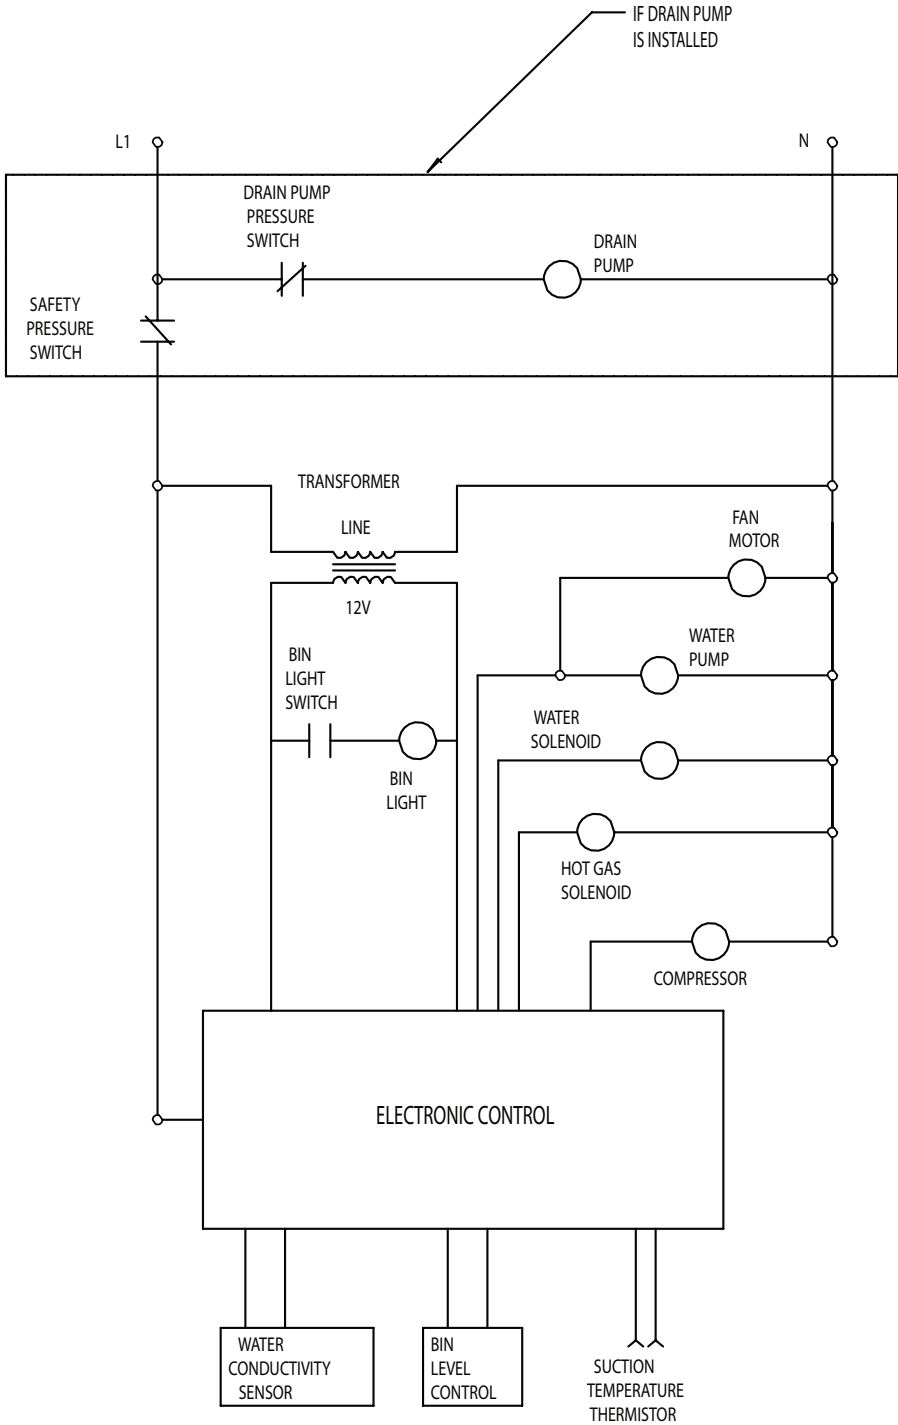 IF DRAIN PUMP
IS INSTALLED
L1
N
DRAIN PUMP
PRESSURE
SWITCH
DRAIN
PUMP
SAFETY
PRESSURE
SWITCH
TRANSFORMER
LINE
12V
FAN
MOTOR
WATER
PUMP
BIN
LIGHT
SWITCH
WATER
SOLENOID
BIN
LIGHT
HOT GAS
SOLENOID
COMPRESSOR
ELECTRONIC CONTROL
WATER
CONDUCTIVITY
SENSOR
BIN
LEVEL
CONTROL
SUCTION
TEMPERATURE
THERMISTOR